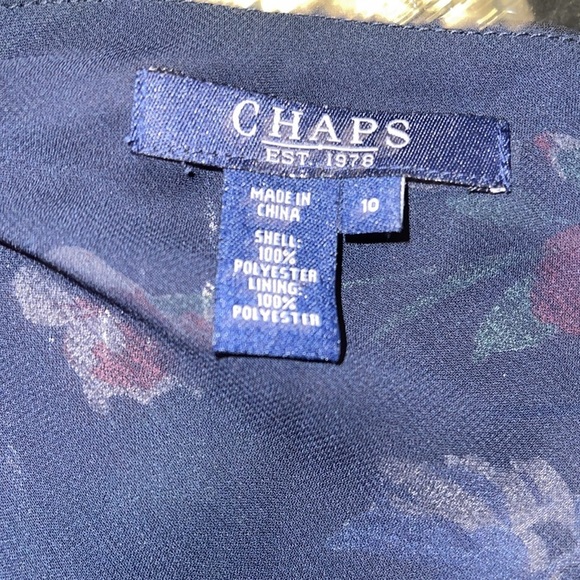 CHAPS
EST. 1978
MADE IN
CHINA
10
SHELL:
100%
POLYESTER
LINING:
100%
POLYESTER